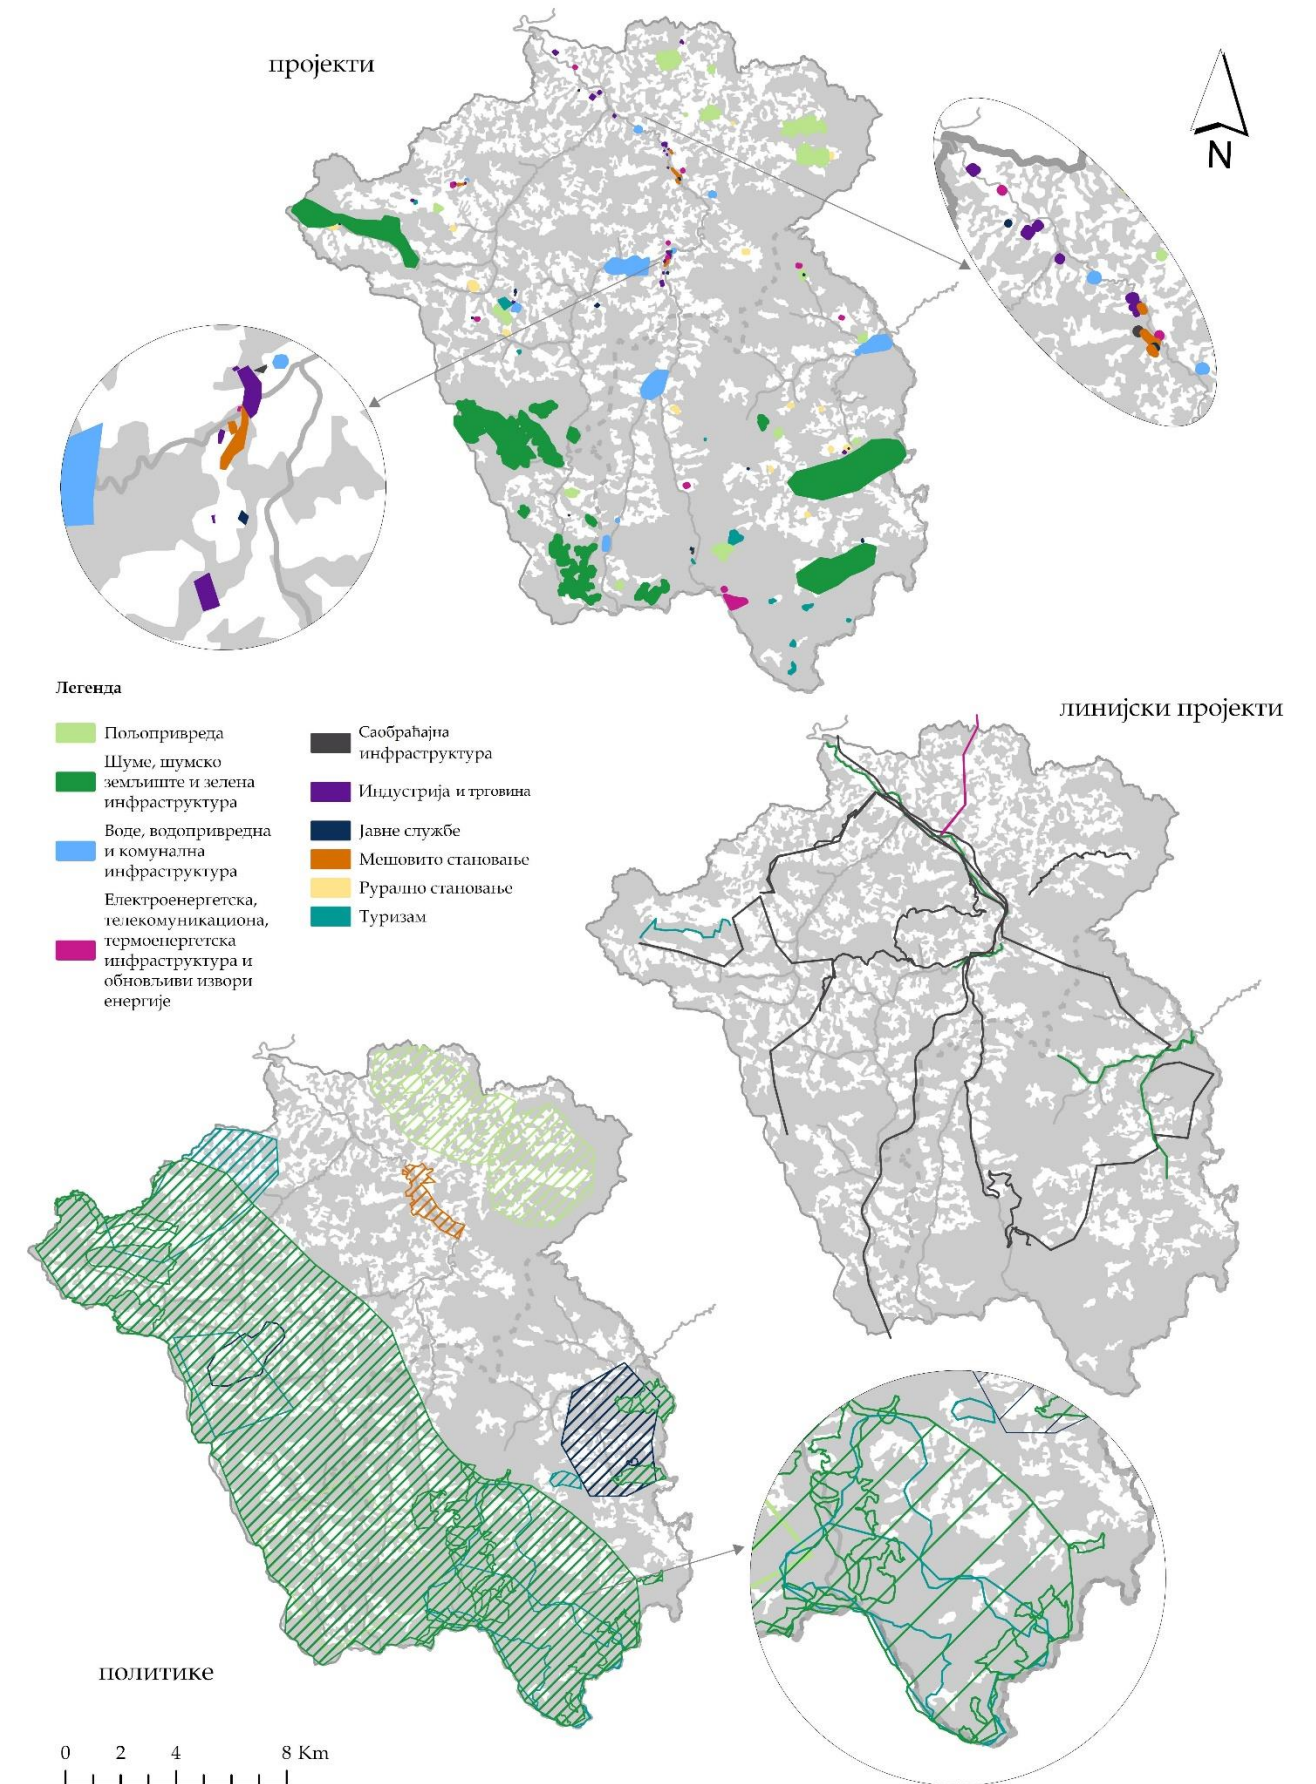 пројекти
N
Легенда
Пољопривреда
Шуме, шумско
земљиште и зелена
инфраструктура
Воде, водопривредна
и комунална
инфраструктура
Електроенергетска,
телекомуникациона,
термоенергетска
инфраструктура и
обновљиви извори
енергије
Саобраћајна
инфраструктура
Индустрија и трговина
Јавне службе
Мешовито становање
Рурално становање
Туризам
линијски пројекти
политике
0 2 4 8 Km